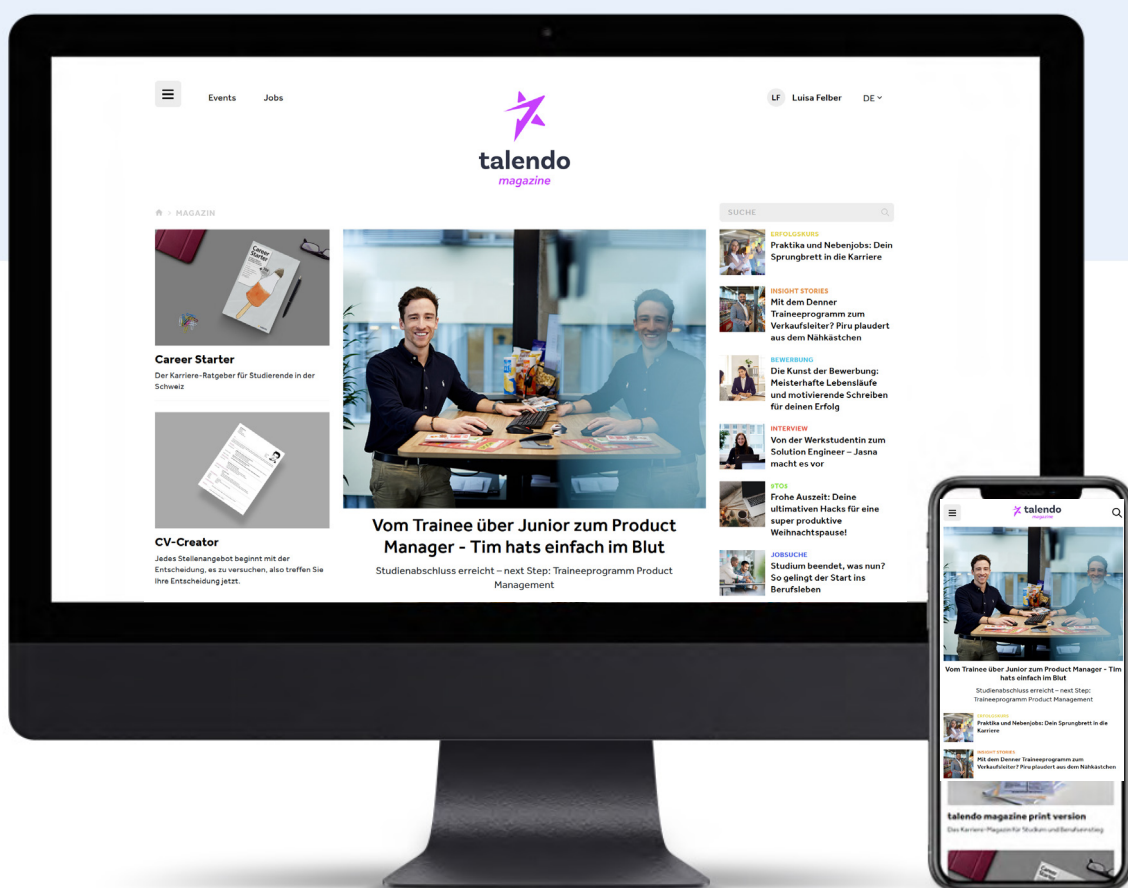 Events
Jobs
LF
Luisa Felber
DE
talendo
magazine
MAGAZIN
SUCHE
Career
Starter
Career Starter
Der Karriere-Ratgeber für Studierende in der
Schweiz
CV-Creator
Jedes Stellenangebot beginnt mit der
Entscheidung, es zu versuchen, also treffen Sie
Ihre Entscheidung jetzt.
Vom Trainee über Junior zum Product
Manager - Tim hats einfach im Blut
Studienabschluss erreicht – next Step: Traineeprogramm Product
Management
ERFOLGSKURS
Praktika und Nebenjobs: Dein
Sprungbrett in die Karriere
INSIGHT STORIES
Mit dem Denner
Traineeprogramm zum
Verkaufsleiter? Piru plaudert
aus dem Nähkästchen
BEWERBUNG
Die Kunst der Bewerbung:
Meisterhafte Lebensläufe
und motivierende Schreiben
für deinen Erfolg
INTERVIEW
Von der Werkstudentin zum
Solution Engineer – Jasna
macht es vor
9TO5
Frohe Auszeit: Deine
ultimativen Hacks für eine
super produktive
Weihnachtspause!
JOBSUCHE
Studium beendet, was nun?
So gelingt der Start ins
Berufsleben
talendo
magazine
Vom Trainee über Junior zum Product Manager - Tim
hats einfach im Blut
Studienabschluss erreicht – next Step:
Traineeprogramm Product Management
ERFOLGSKURS
Praktika und Nebenjobs: Dein Sprungbrett in die
Karriere
INSIGHT STORIES
Mit dem Denner Traineeprogramm zum
Verkaufsleiter? Piru plaudert aus dem Nähkästchen
talendo magazine print version
Das Karriere-Magazin für Studium und Berufseinstieg
Career
Starter